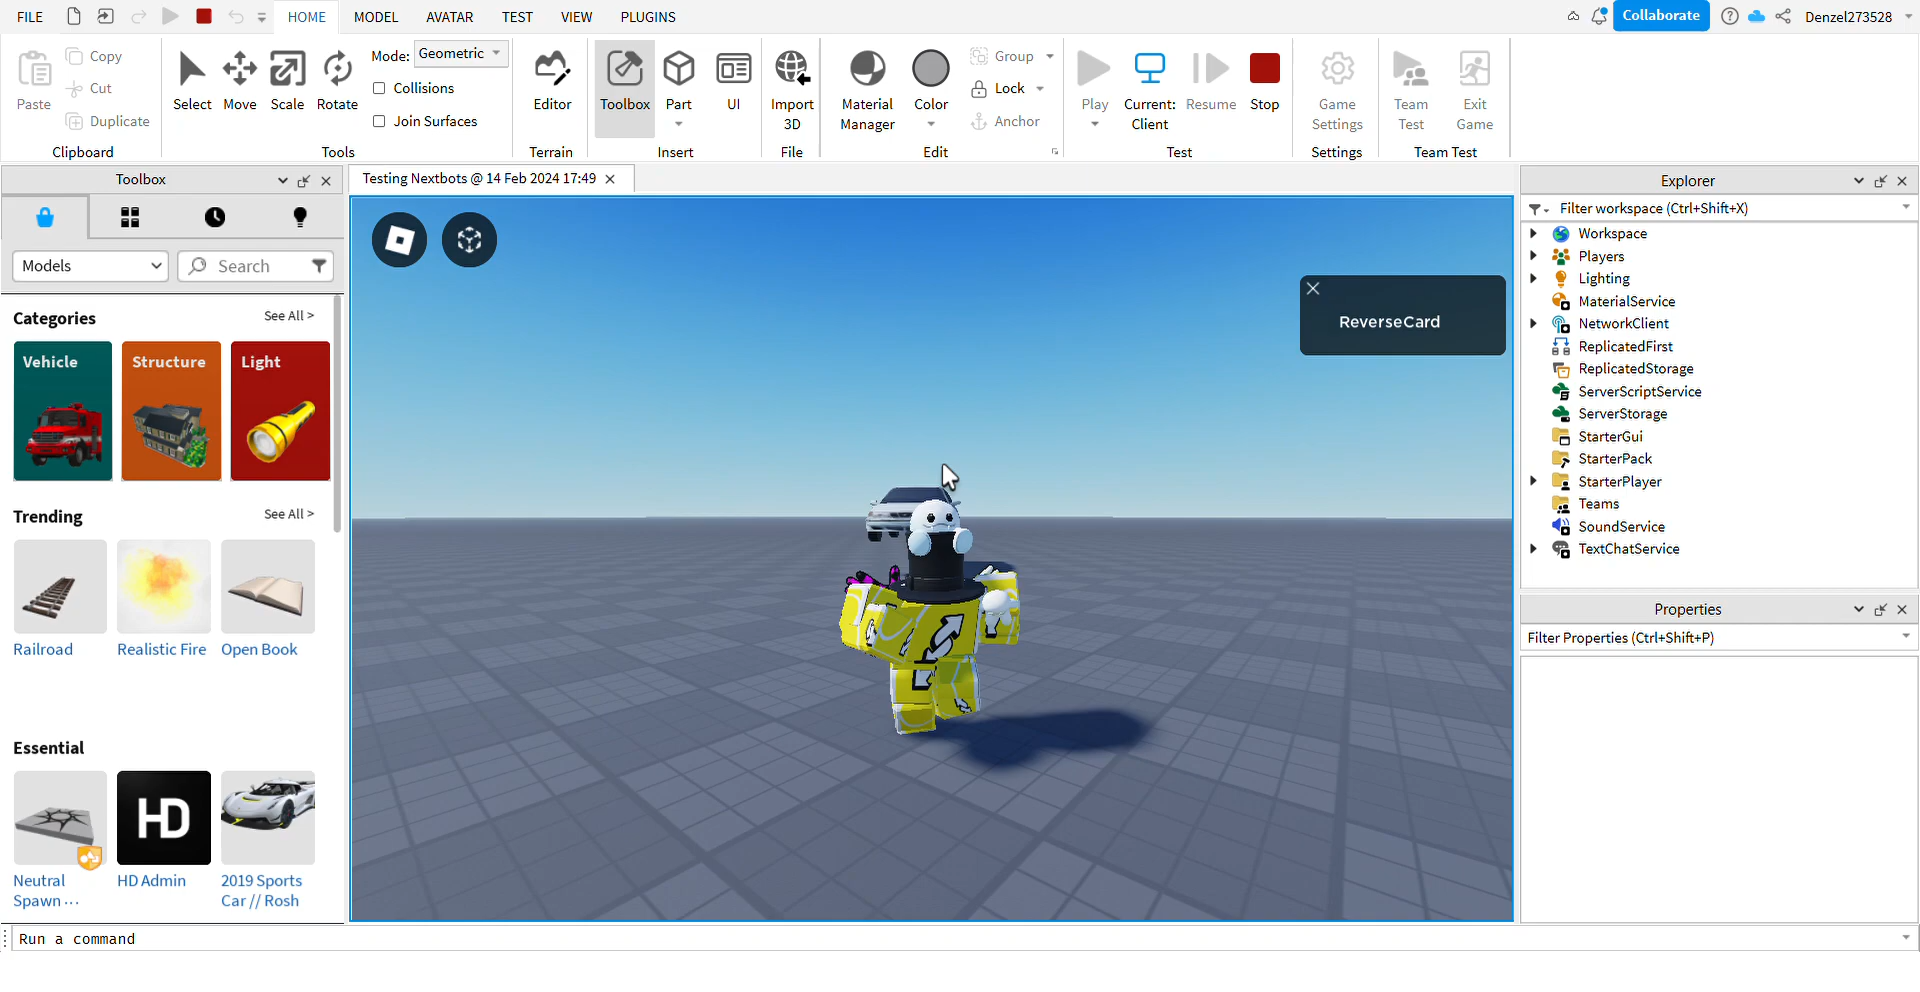 FILE HOME MODEL AVATAR TEST VIEW PLUGINS Collaborate Denzel273528
Paste
Copy
Cut
Duplicate
Clipboard
Select Move Scale Rotate
Mode: Geometric
Collisions
Join Surfaces
Tools
Editor
Terrain
Toolbox Part UI
Insert
Import
3D
File
Material
Manager
Color
Group
Lock
Anchor
Edit
Play
Current:
Client
Resume Stop
Test
Game
Settings
Settings
Team
Test
Exit
Game
Team Test
Toolbox
Models Search
Categories See All >
Vehicle Structure Light
Trending See All >
Railroad Realistic Fire Open Book
Essential
HD
Neutral
Spawn ...
HD Admin
2019 Sports
Car // Rosh
Testing Nextbots @ 14 Feb 2024 17:49
ReverseCard
Explorer
Filter workspace (Ctrl+Shift+X)
Workspace
Players
Lighting
MaterialService
NetworkClient
ReplicatedFirst
ReplicatedStorage
ServerScriptService
ServerStorage
StarterGui
StarterPack
StarterPlayer
Teams
SoundService
TextChatService
Properties
Filter Properties (Ctrl+Shift+P)
Run a command